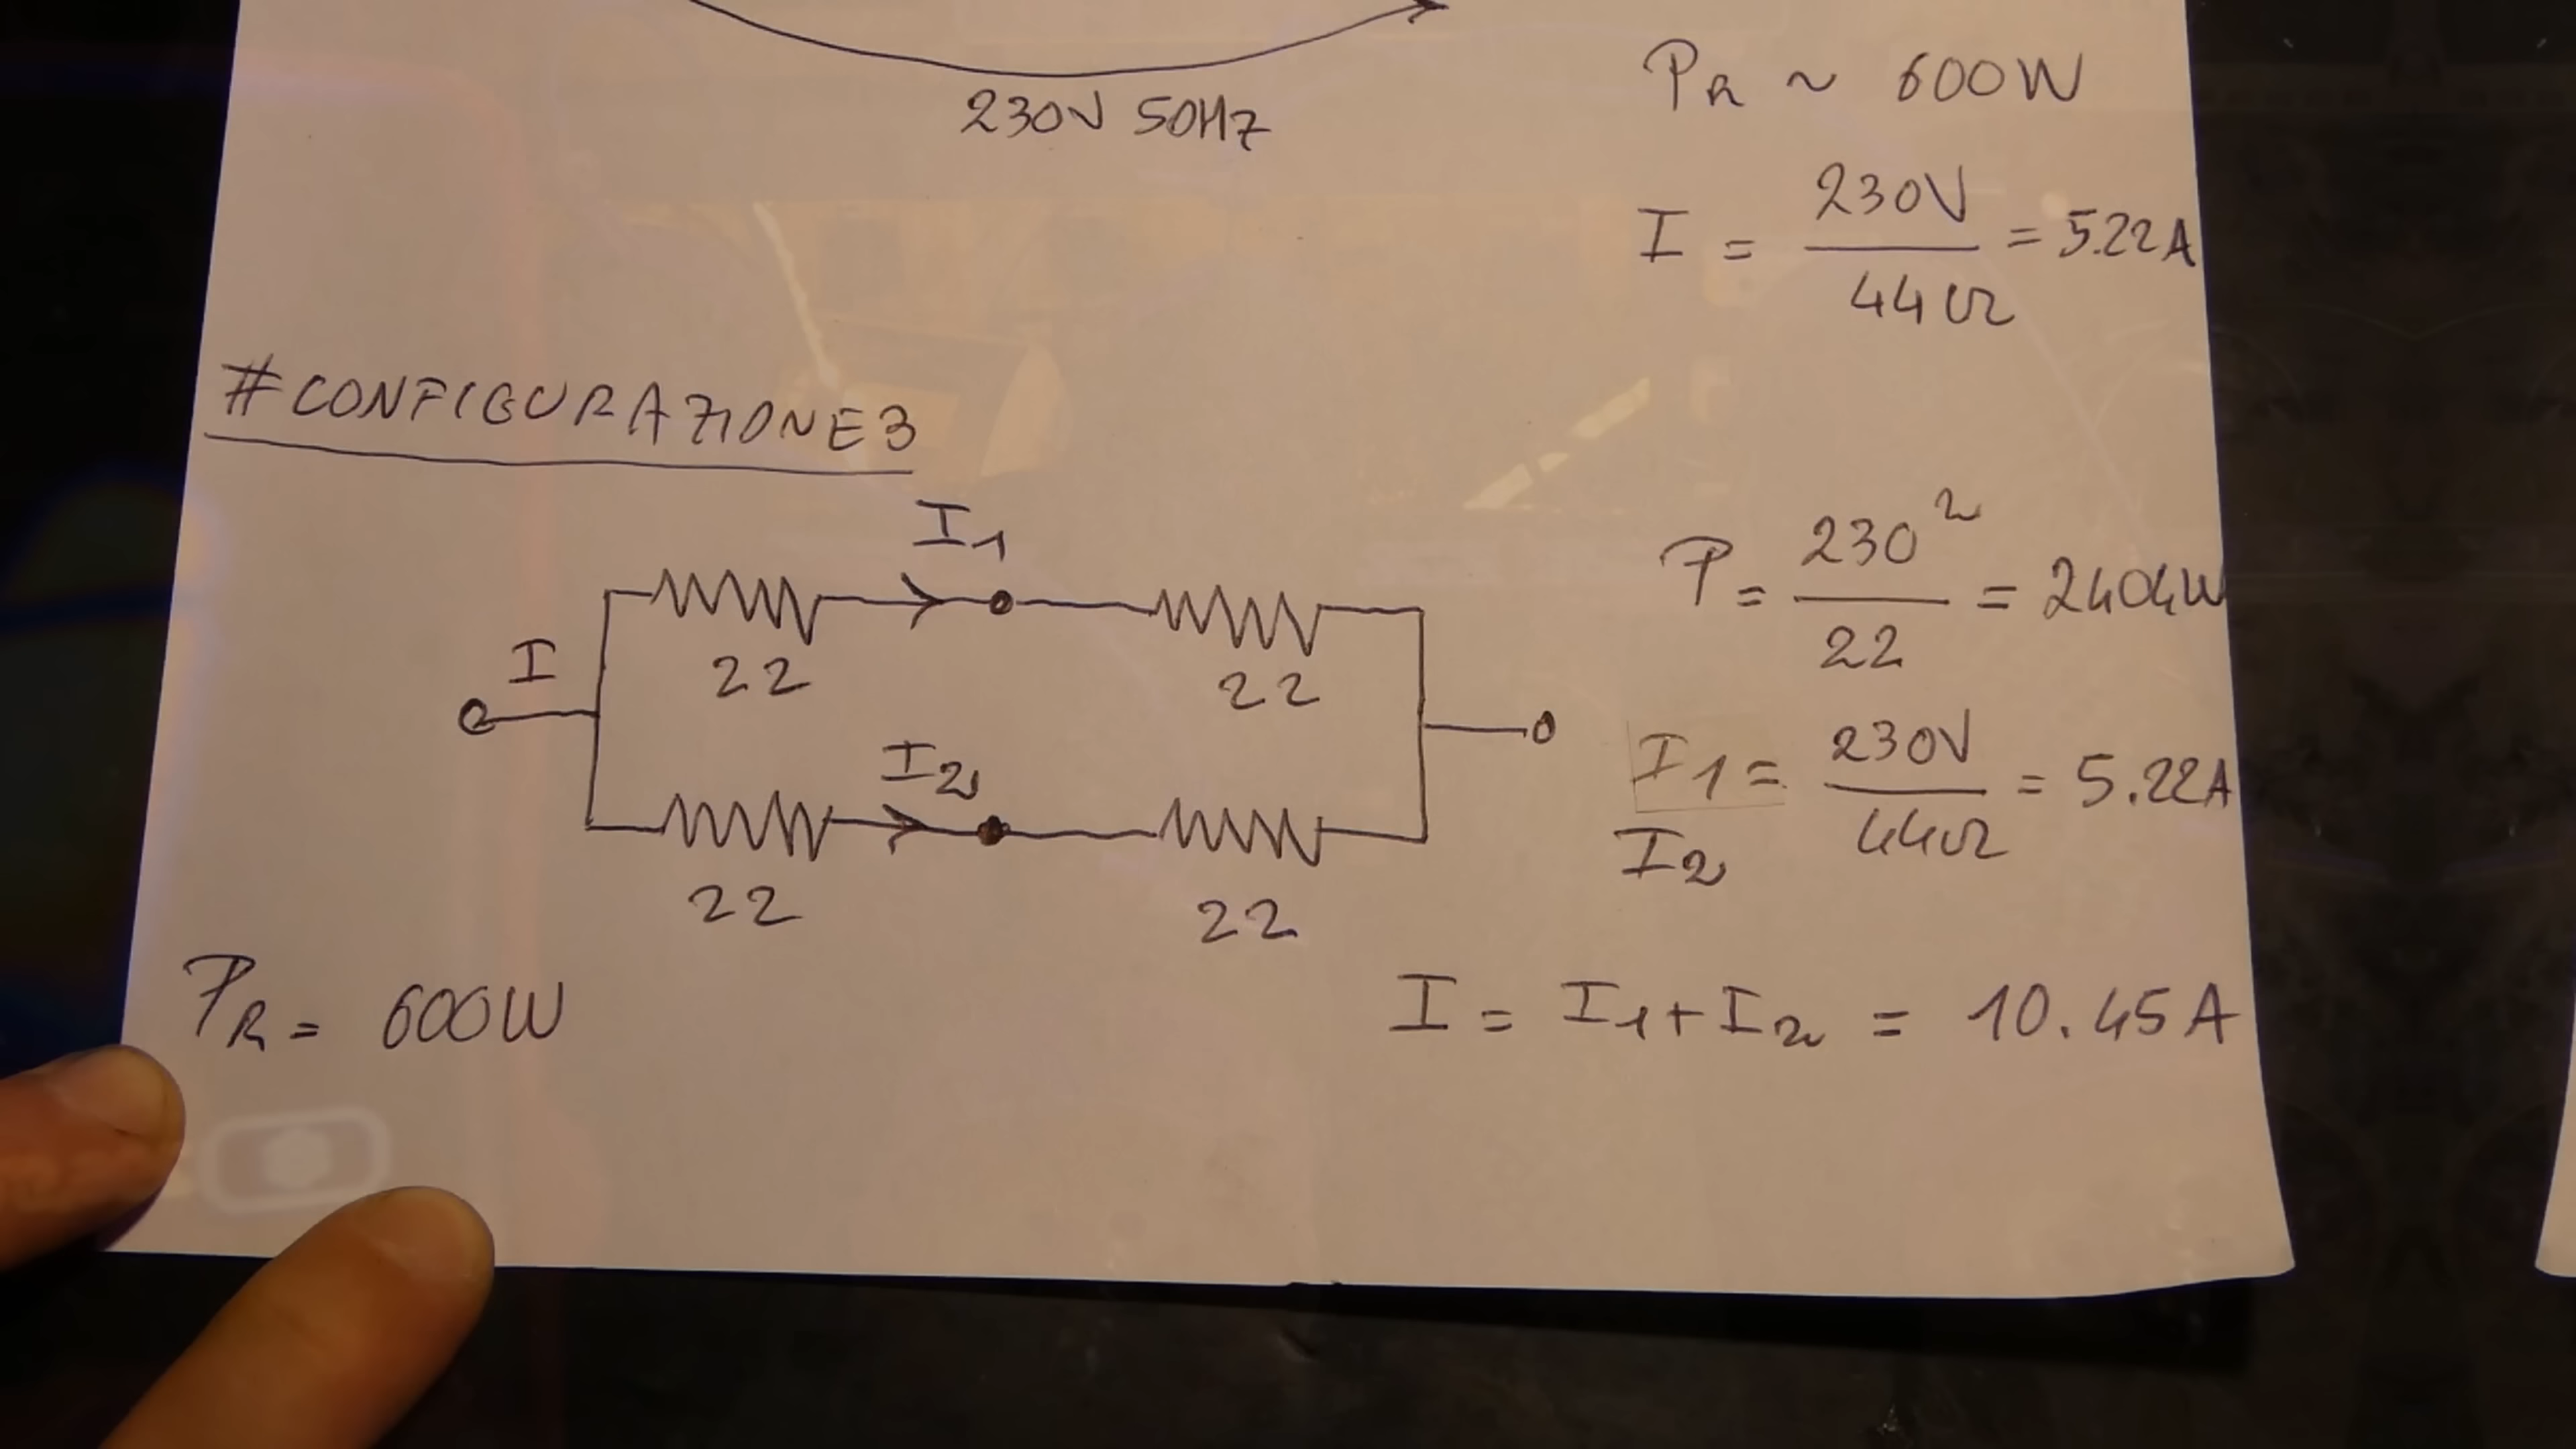 230V 50Hz
PR ~ 600W
I = 230V / 44Ω = 5.22A
#CONFIGURAZIONE3
I1
P = 230² / 22 = 2404W
I
22
22
I2
I1 = 230V / 44Ω = 5.22A
I2
22
22
PR = 600W
I = I1 + I2 = 10.45A